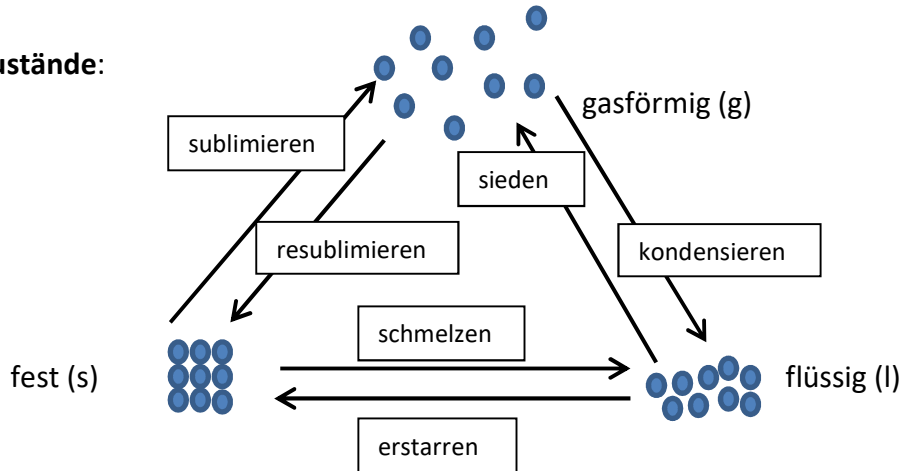 ustände:
gasförmig (g)
sublimieren
sieden
resublimieren
kondensieren
schmelzen
fest (s)
flüssig (l)
erstarren